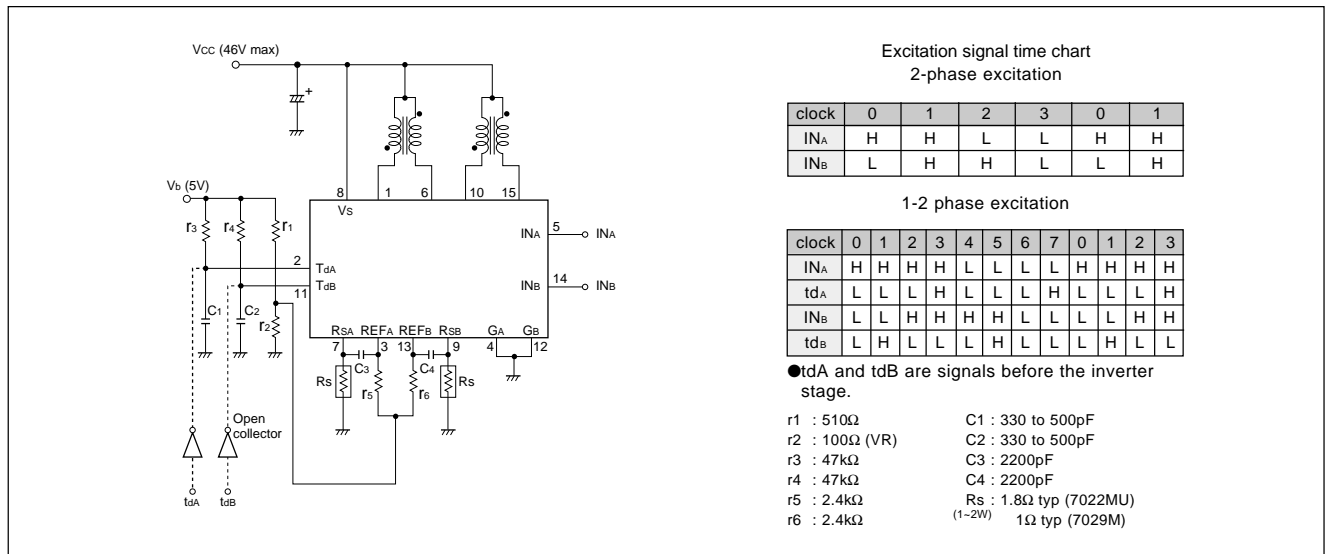 Vcc (46V max)
+
Vb (5V)
r3
r4
r1
8
1
6
10
15
Vs
2
TdA
TdB
11
INA
5
INA
INB
14
INB
C1
C2
r2
RSA
REFA
REFB
RSB
GA
GB
7
3
13
9
4
12
C3
C4
Rs
r5
r6
Rs
Open
collector
tdA
tdB
Excitation signal time chart
2-phase excitation
clock 0 1 2 3 0 1
INA H H L L H H
INB L H H L L H
1-2 phase excitation
clock 0 1 2 3 4 5 6 7 0 1 2 3
INA H H H H L L L L H H H H
tdA L L L H L L L H L L L H
INB L L H H H H L L L L H H
tdB L H L L L H L L L H L L
●tdA and tdB are signals before the inverter
stage.
r1 : 510Ω
r2 : 100Ω (VR)
r3 : 47kΩ
r4 : 47kΩ
r5 : 2.4kΩ
r6 : 2.4kΩ
C1 : 330 to 500pF
C2 : 330 to 500pF
C3 : 2200pF
C4 : 2200pF
Rs : 1.8Ω typ (7022MU)
(1~2W) 1Ω typ (7029M)